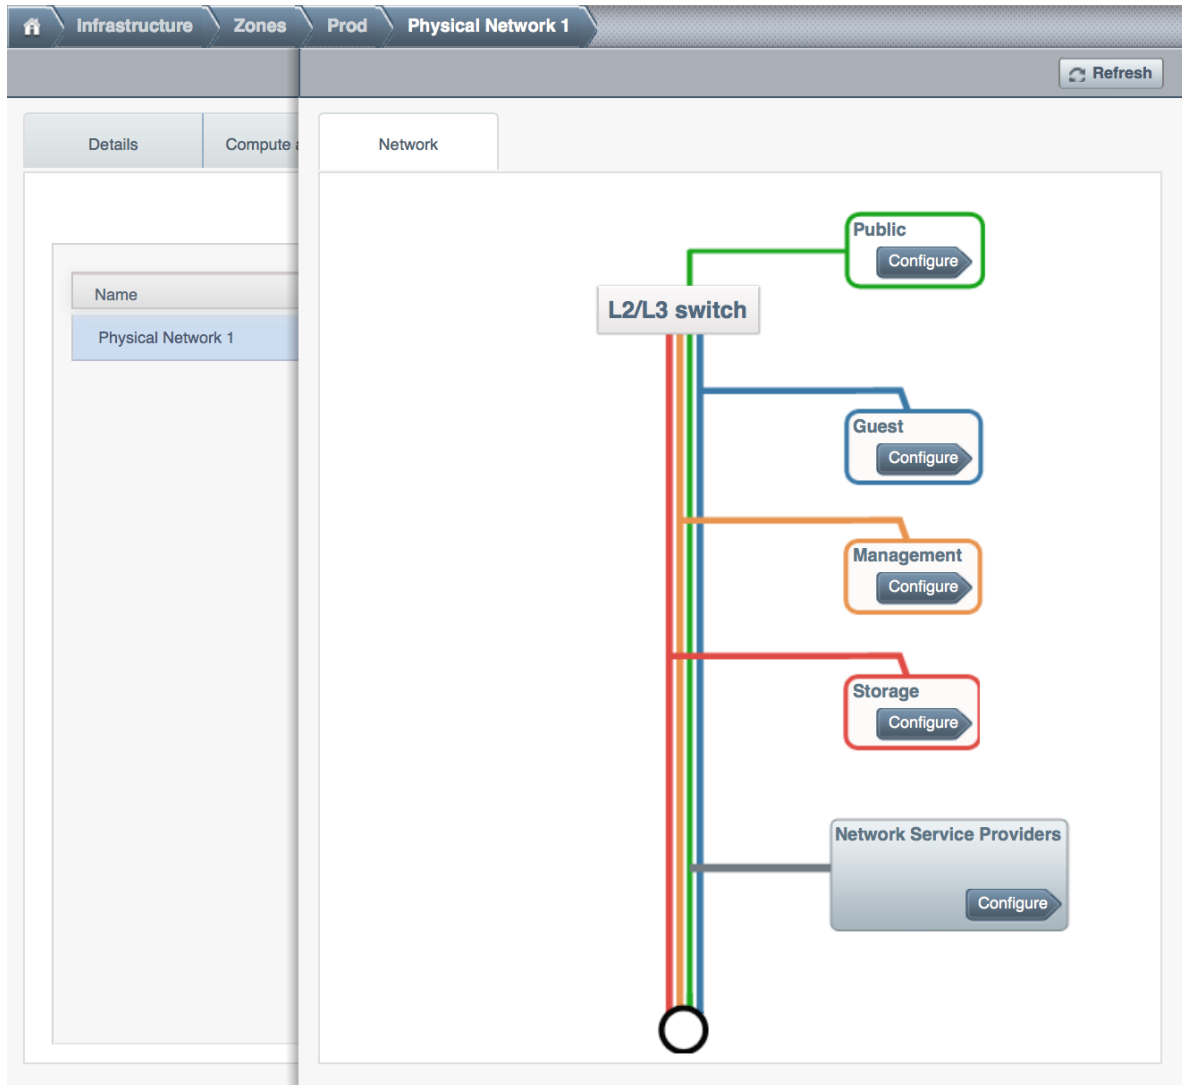 Infrastructure
Zones
Prod
Physical Network 1
Refresh
Details
Compute
Network
Name
Physical Network 1
Public
Configure
L2/L3 switch
Guest
Configure
Management
Configure
Storage
Configure
Network Service Providers
Configure